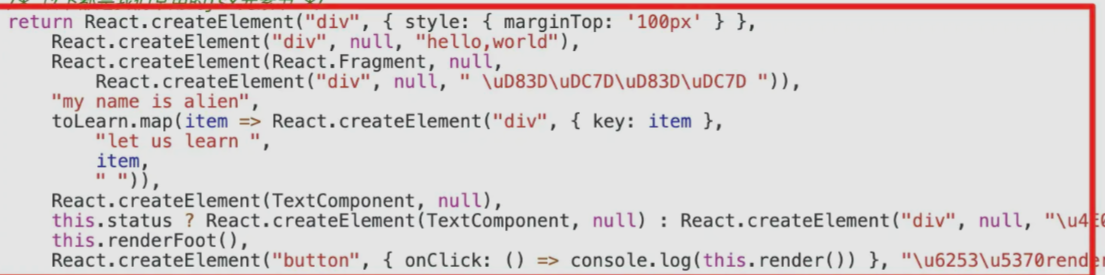 return React.createElement("div", { style: { marginTop: '100px' } },
    React.createElement("div", null, "hello,world"),
    React.createElement(React.Fragment, null,
        React.createElement("div", null, " \uD83D\uDC7D\uD83D\uDC7D ")),
    "my name is alien",
    toLearn.map(item => React.createElement("div", { key: item },
        "let us learn ",
        item,
        " ")),
    React.createElement(TextComponent, null),
    this.status ? React.createElement(TextComponent, null) : React.createElement("div", null, "\u4E0
    this.renderFoot(),
    React.createElement("button", { onClick: () => console.log(this.render()) }, "\u6253\u5370render